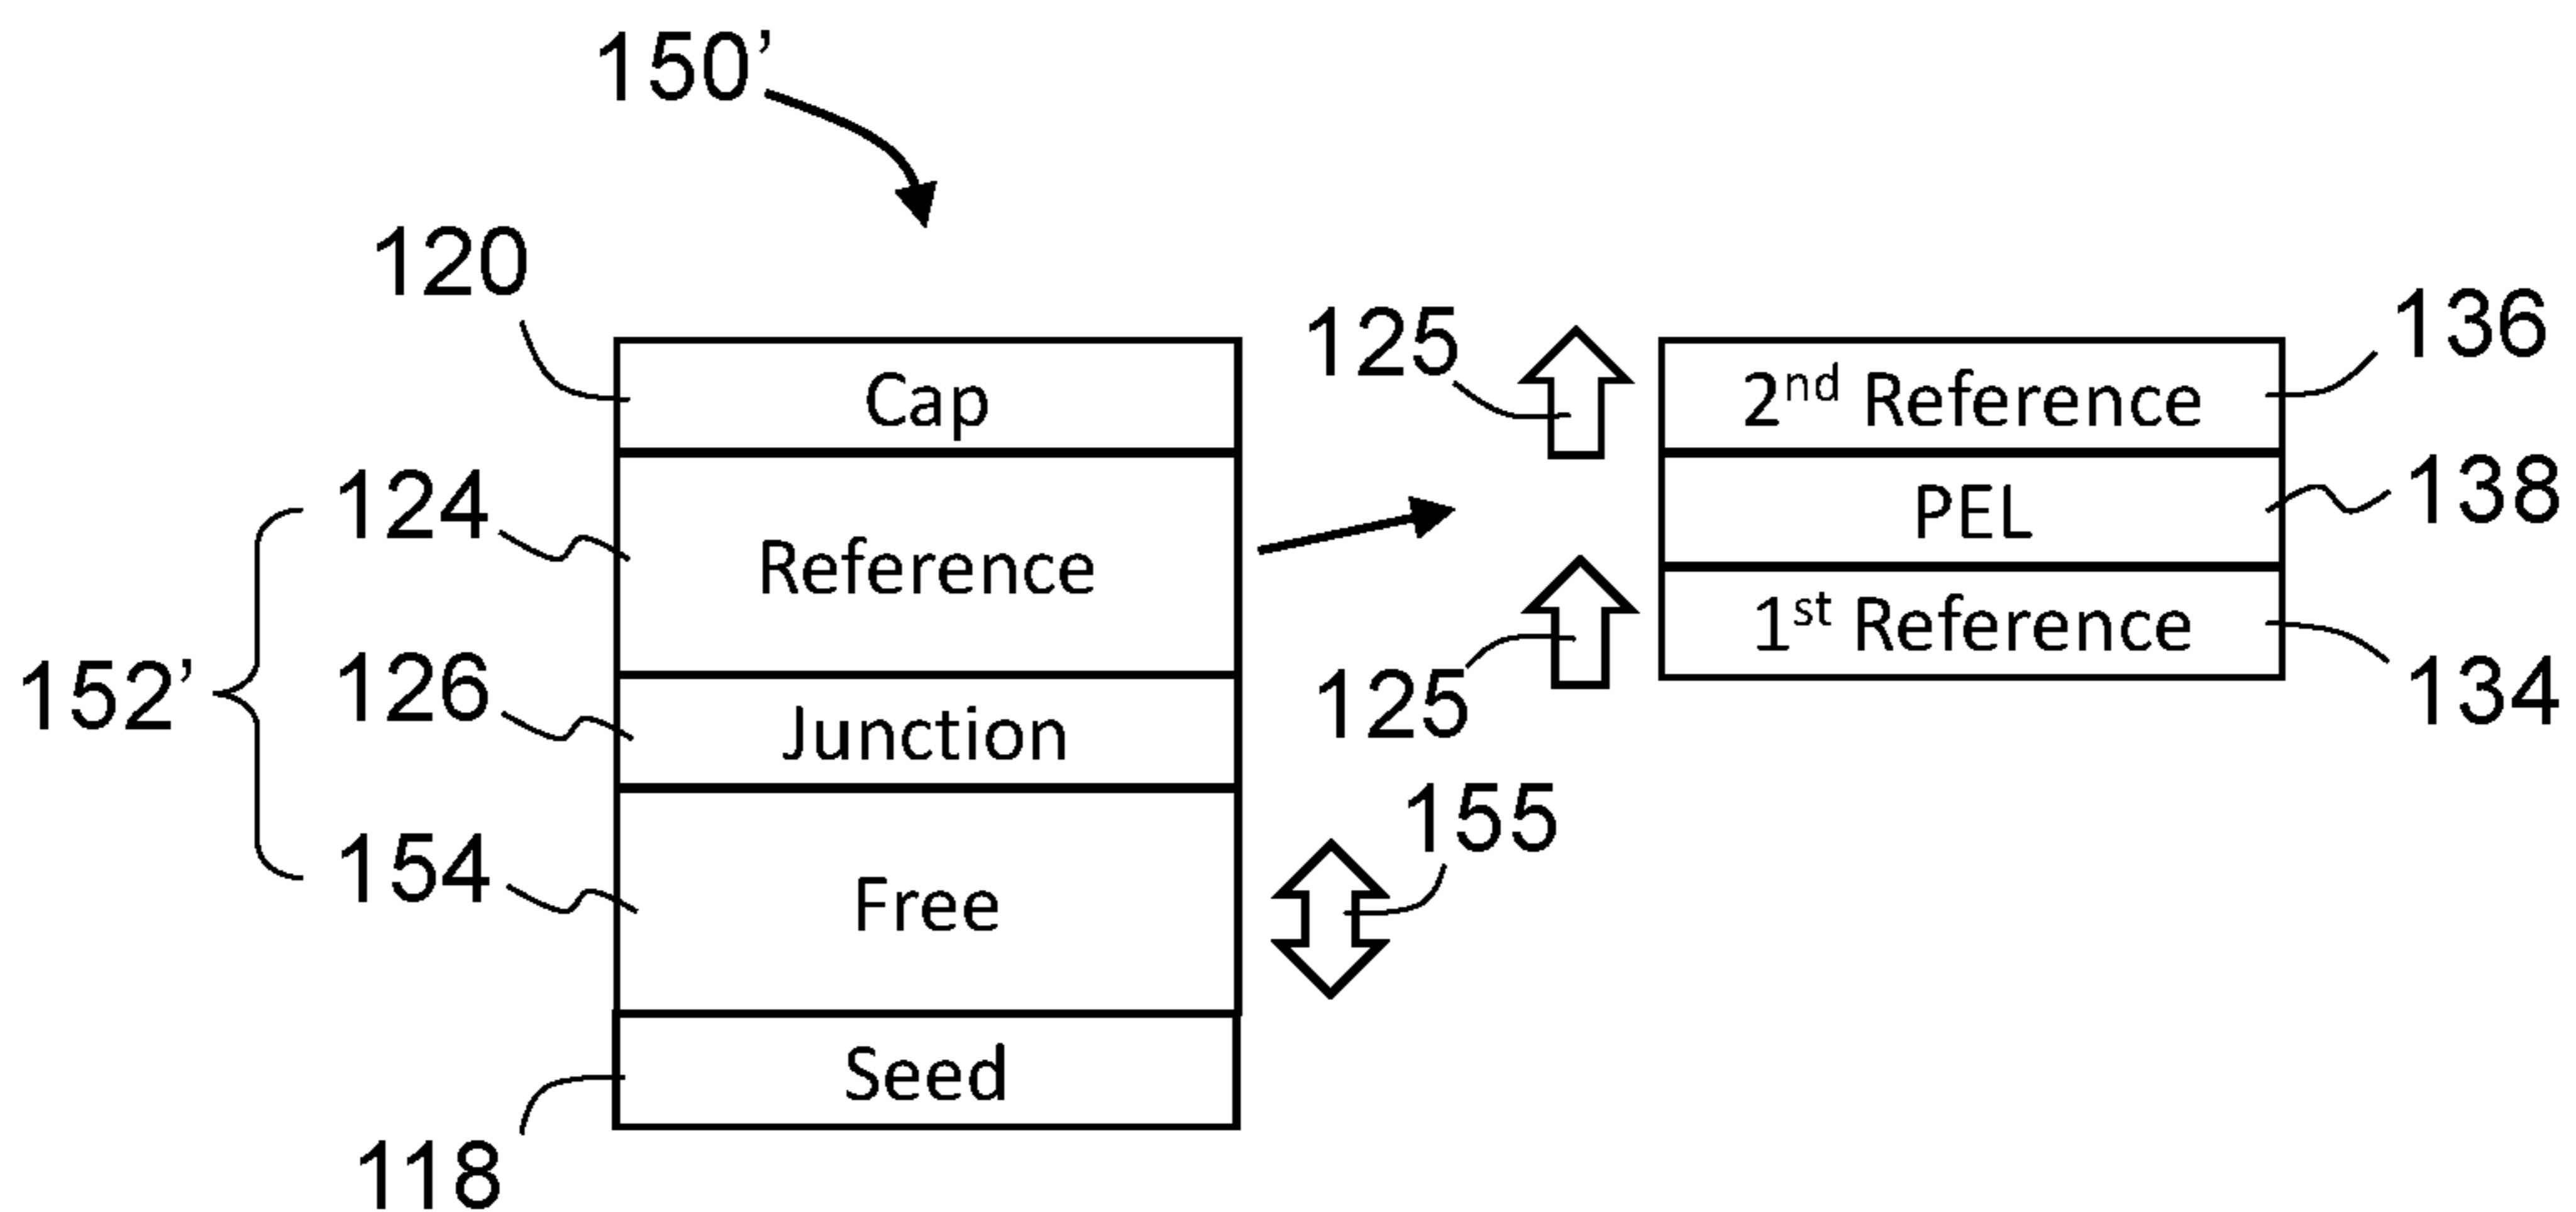 150’
120
Cap
125
2nd Reference
136
124
Reference
PEL
138
1st Reference
134
125
152’
126
Junction
154
Free
155
Seed
118